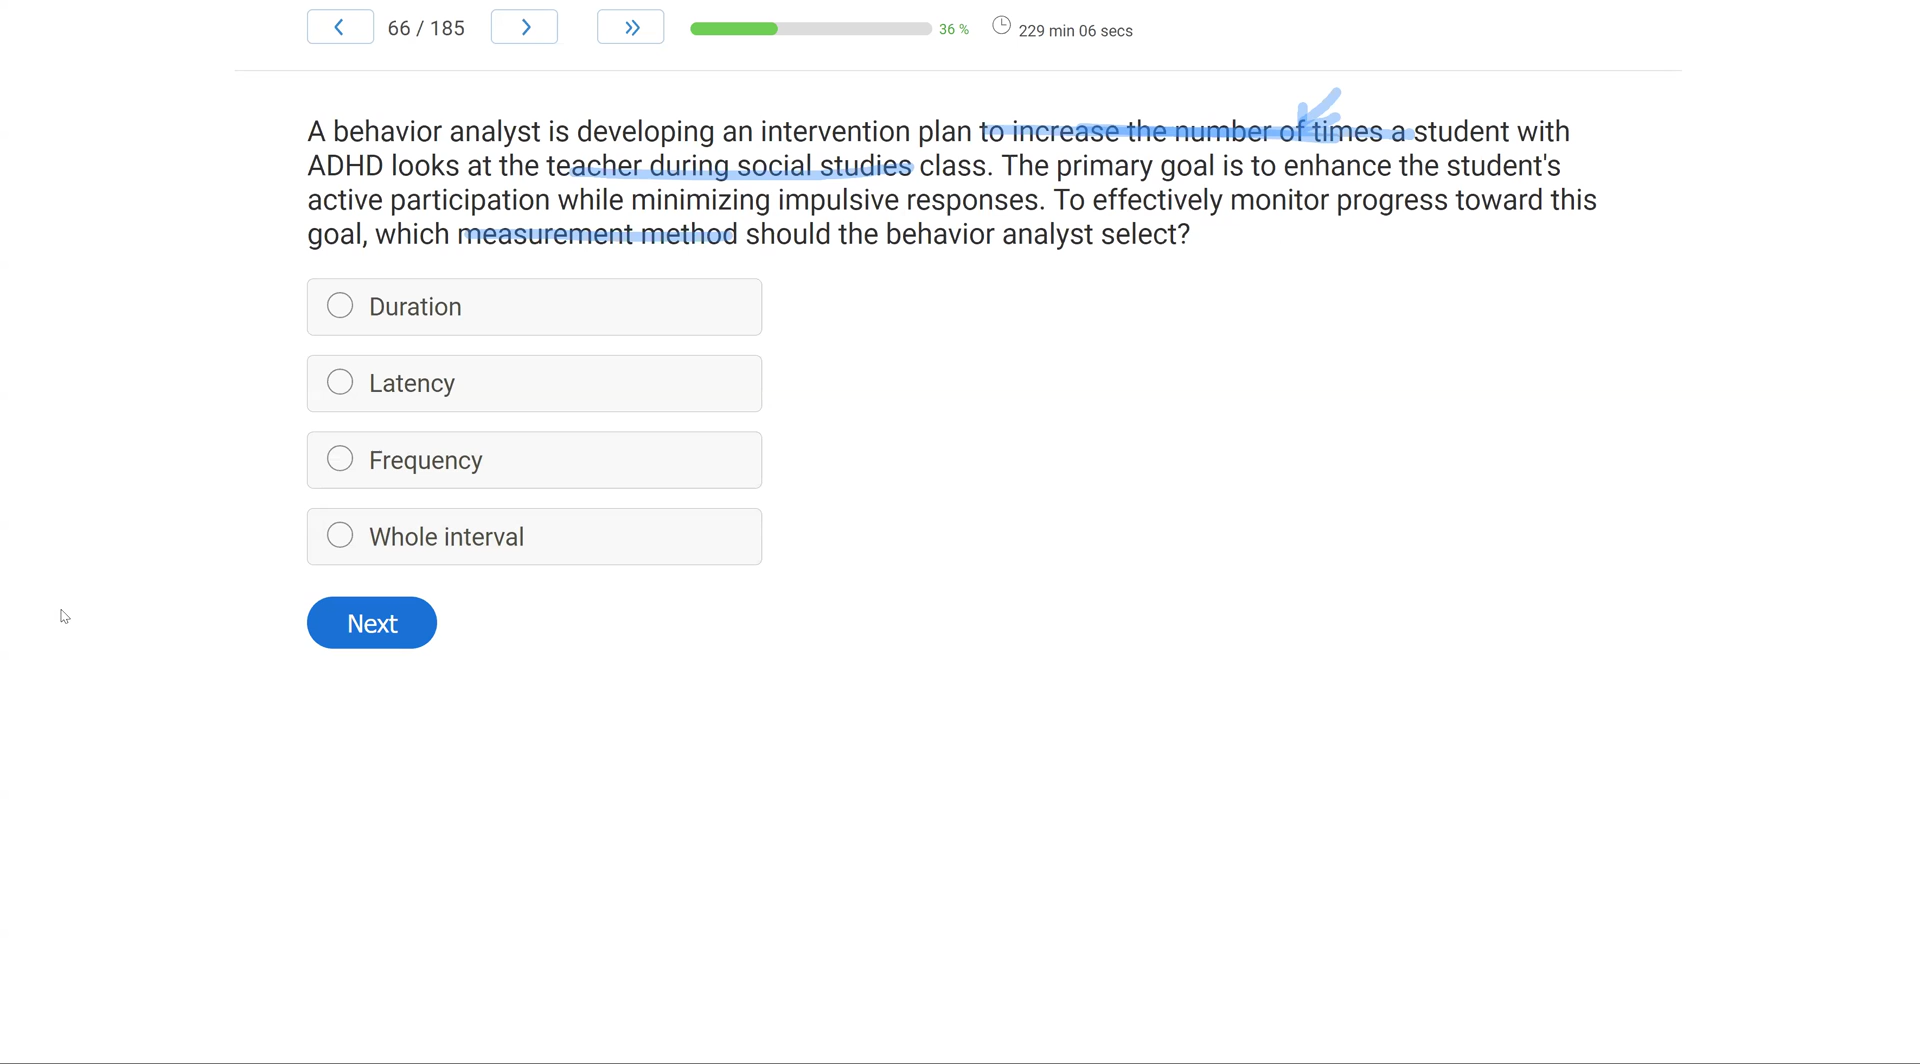 66 / 185
36 %
229 min 06 secs
A behavior analyst is developing an intervention plan to increase the number of times a student with
ADHD looks at the teacher during social studies class. The primary goal is to enhance the student's
active participation while minimizing impulsive responses. To effectively monitor progress toward this
goal, which measurement method should the behavior analyst select?
Duration
Latency
Frequency
Whole interval
Next